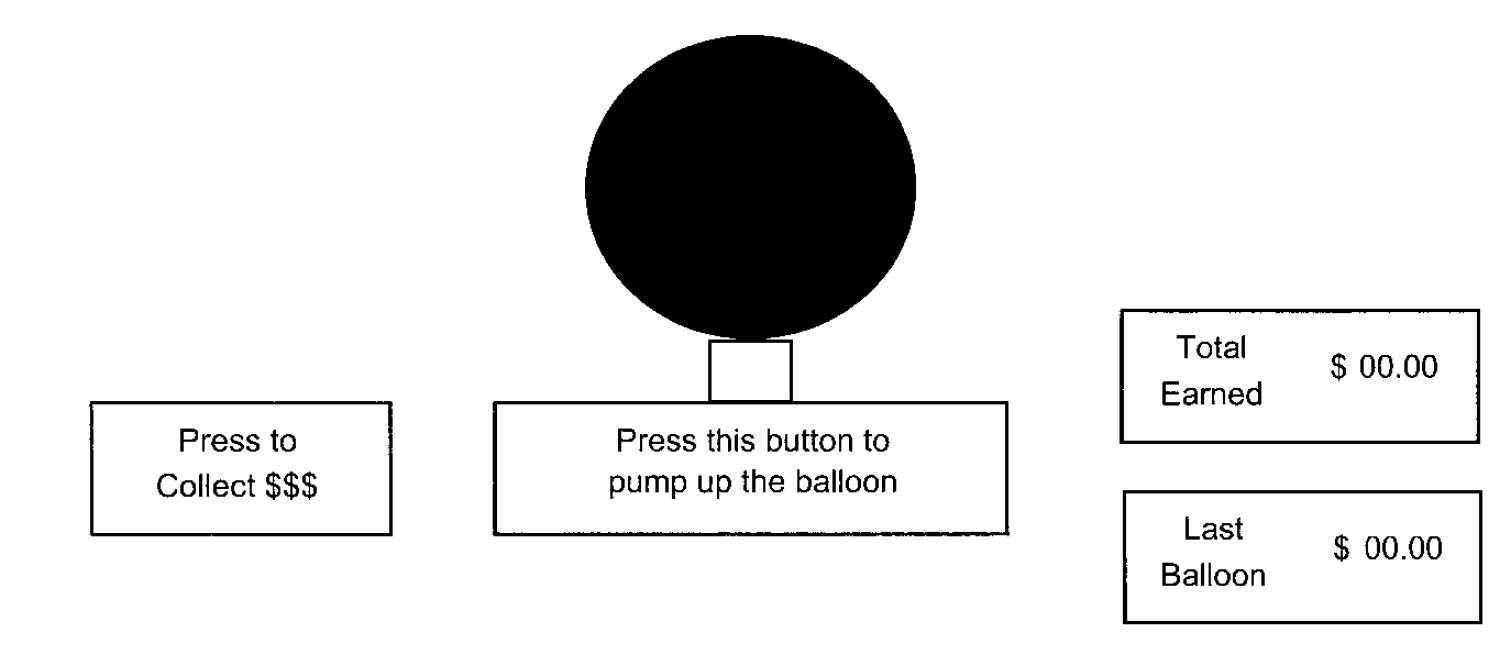 Press to
Collect $$$
Press this button to
pump up the balloon
Total
Earned
$ 00.00
Last
Balloon
$ 00.00